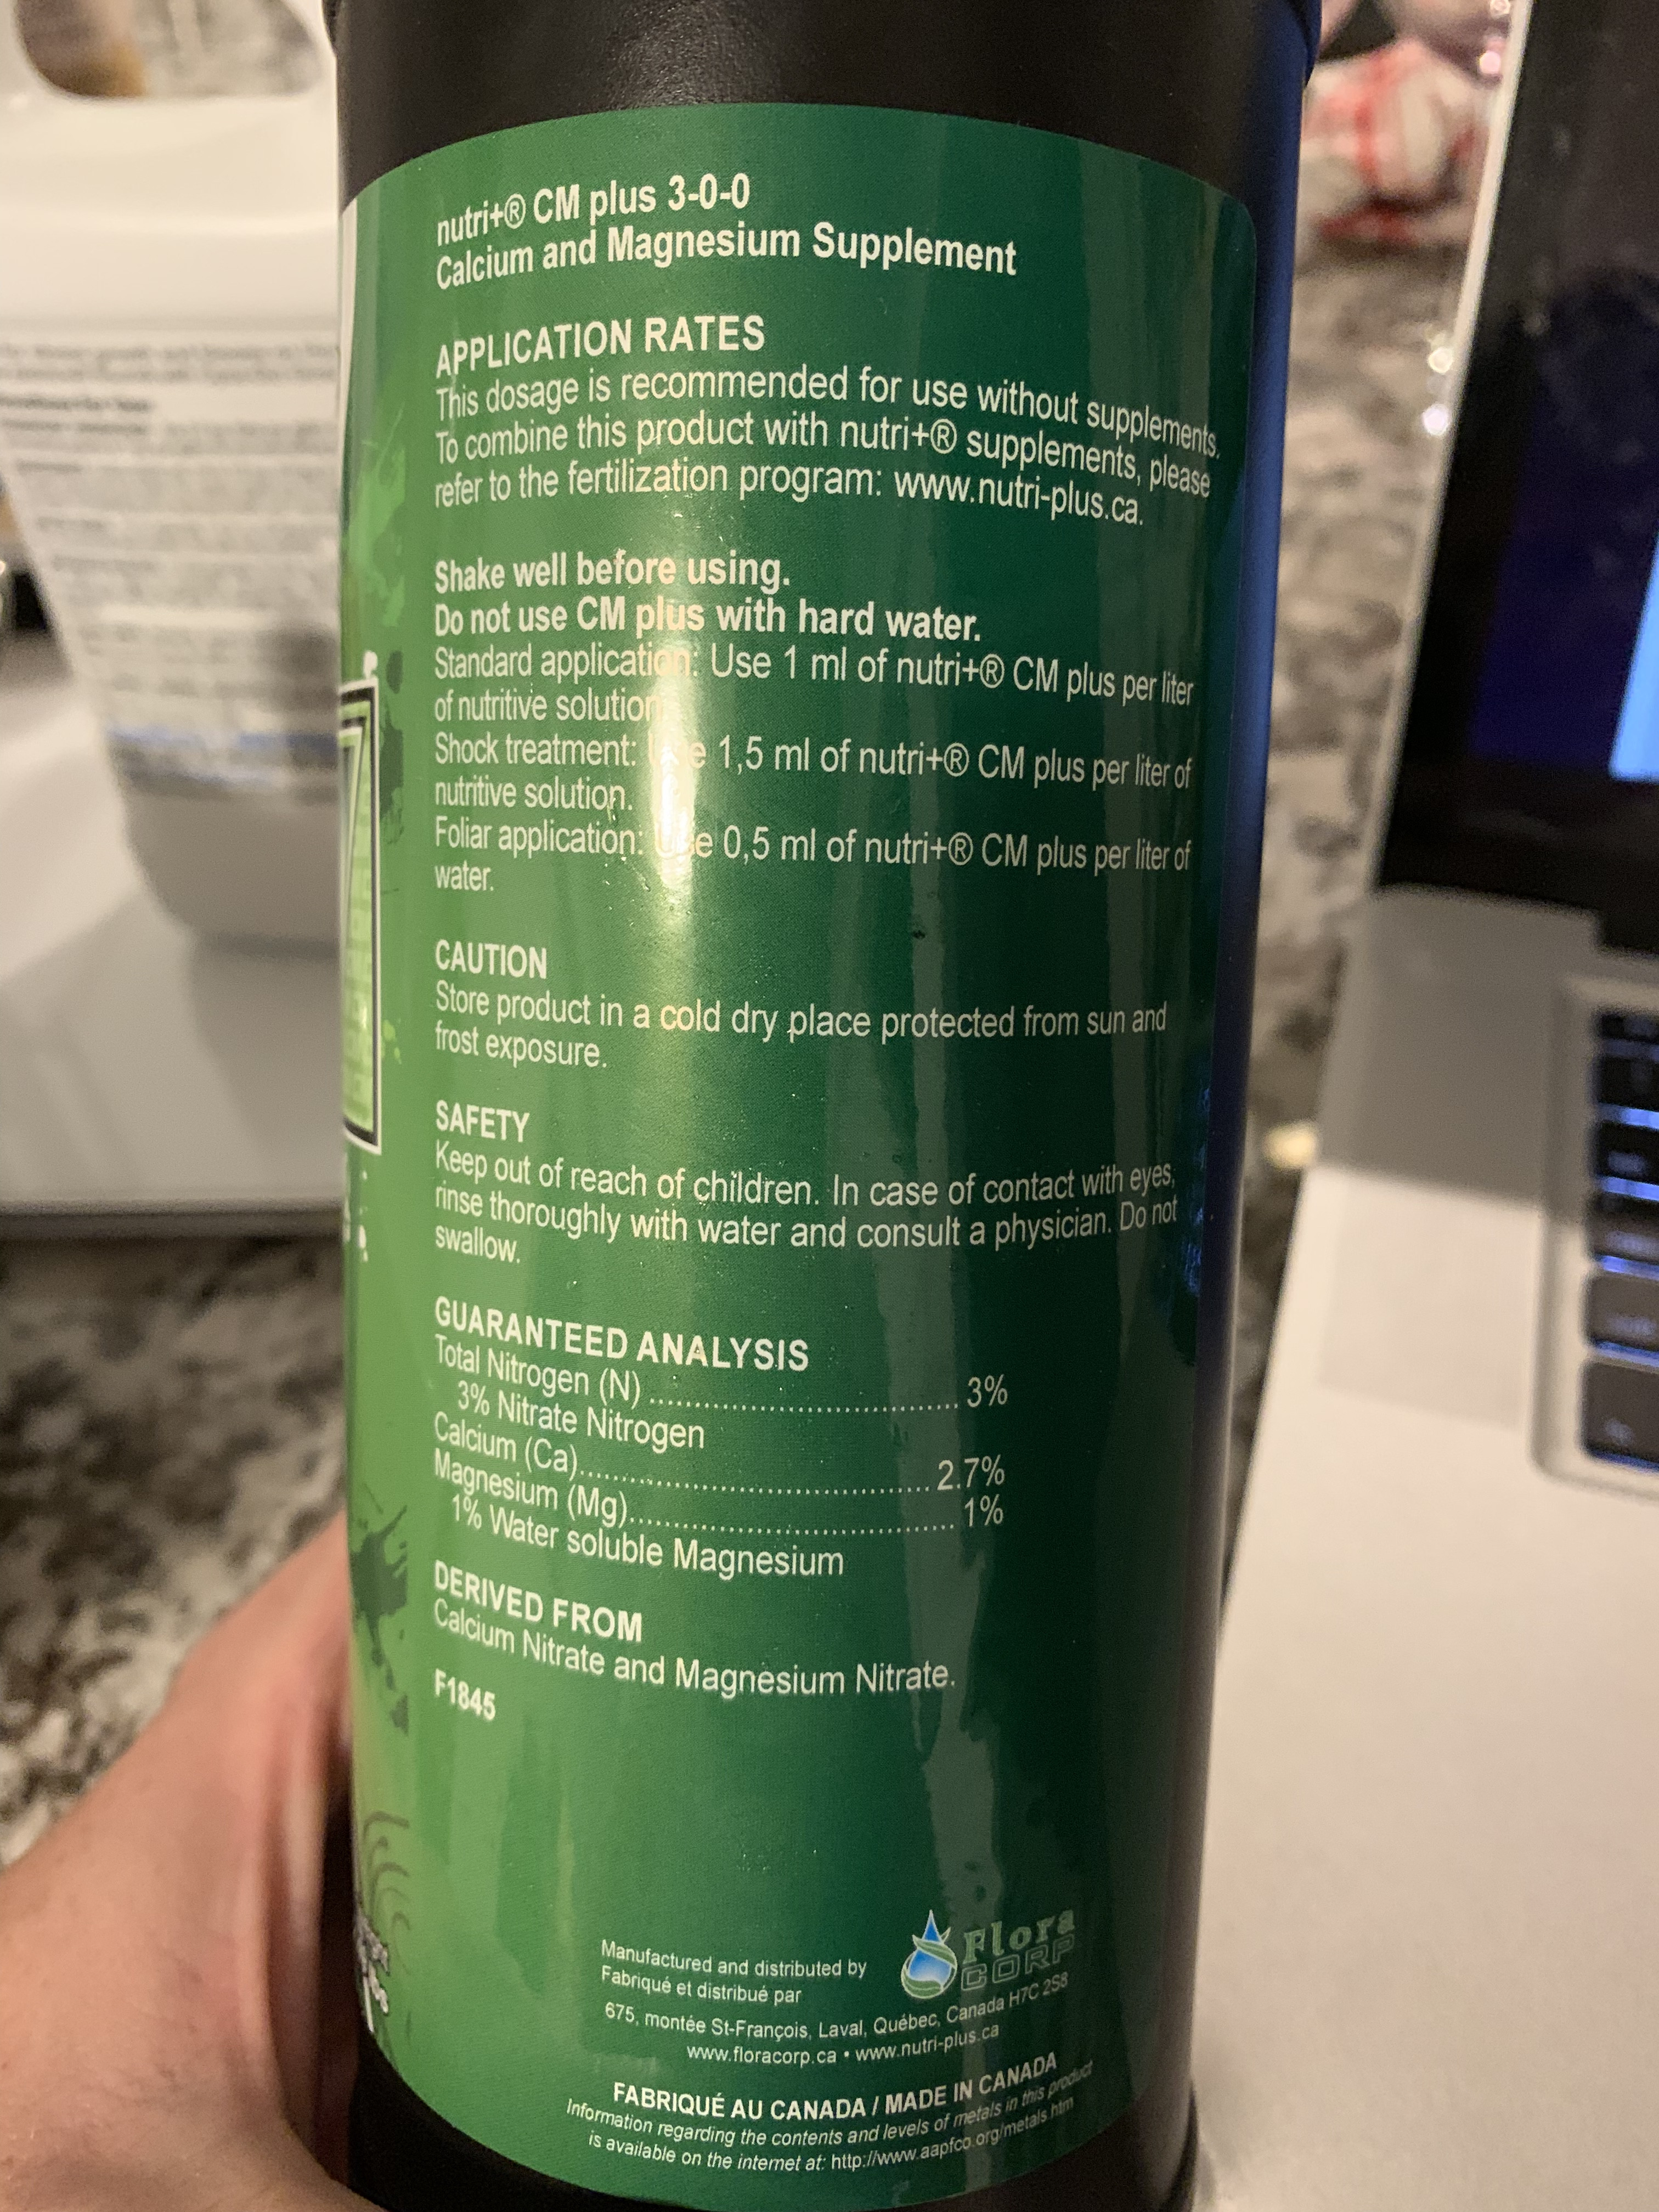 nutri+® CM plus 3-0-0
Calcium and Magnesium Supplement
APPLICATION RATES
This dosage is recommended for use without supplements.
To combine this product with nutri+® supplements, please
refer to the fertilization program: www.nutri-plus.ca.
Shake well before using.
Do not use CM plus with hard water.
Standard application: Use 1 ml of nutri+® CM plus per liter
of nutritive solution
Shock treatment: Use 1,5 ml of nutri+® CM plus per liter of
nutritive solution.
Foliar application: Use 0,5 ml of nutri+® CM plus per liter of
water.
CAUTION
Store product in a cold dry place protected from sun and
frost exposure.
SAFETY
Keep out of reach of children. In case of contact with eyes,
rinse thoroughly with water and consult a physician. Do not
swallow.
GUARANTEED ANALYSIS
Total Nitrogen (N) ........................................ 3%
3% Nitrate Nitrogen
Calcium (Ca)............................................. 2.7%
Magnesium (Mg)......................................... 1%
1% Water soluble Magnesium
DERIVED FROM
Calcium Nitrate and Magnesium Nitrate.
F1845
Flora
CORP
Manufactured and distributed by
Fabriqué et distribué par
675, montée St-François, Laval, Québec, Canada H7C 2S8
www.floracorp.ca • www.nutri-plus.ca
FABRIQUÉ AU CANADA / MADE IN CANADA
Information regarding the contents and levels of metals in this product
is available on the internet at: http://www.aapfco.org/metals.htm